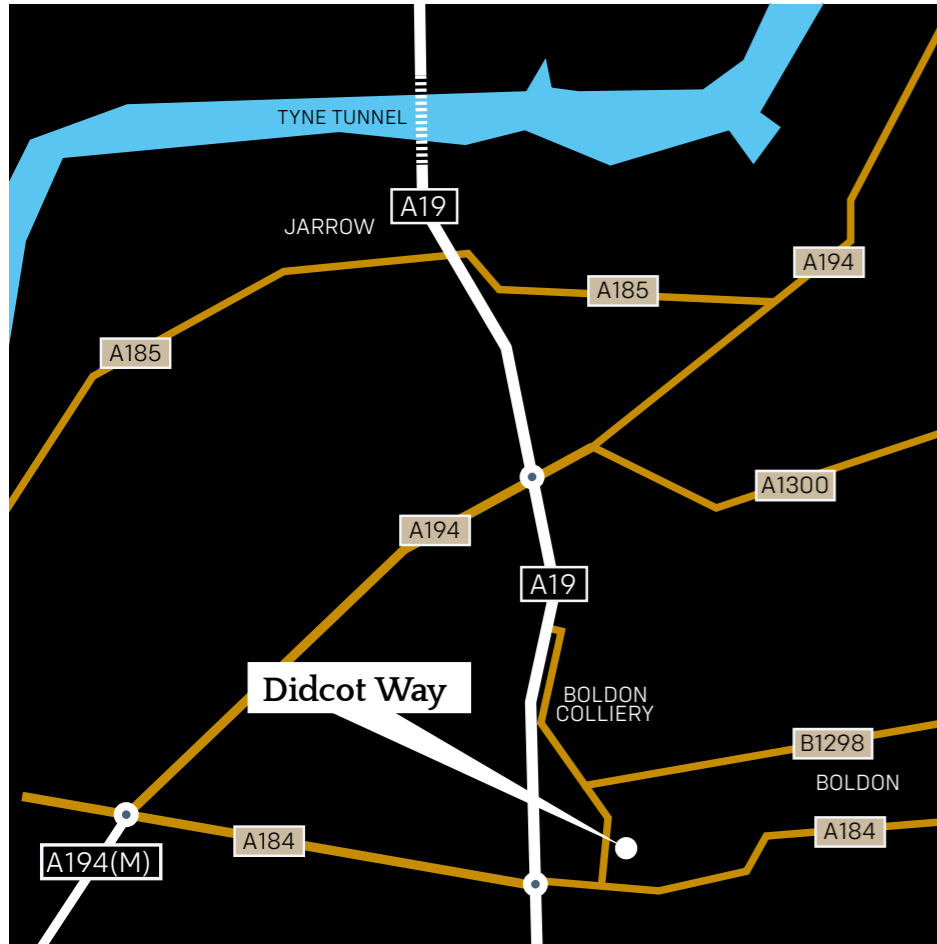 TYNE TUNNEL
A19
JARROW
A194
A185
A185
A1300
A194
A19
Didcot Way
BOLDON
COLLIERY
B1298
BOLDON
A184
A184
A194(M)